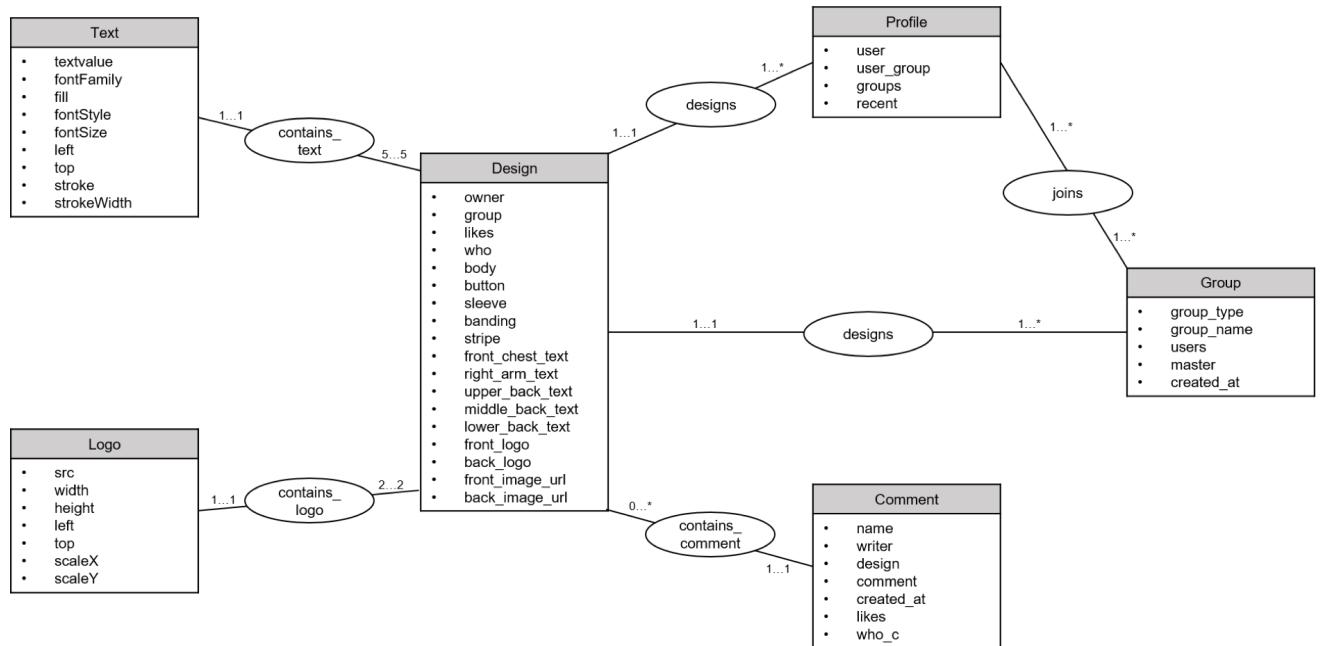 Text
• textvalue
• fontFamily
• fill
• fontStyle
• fontSize
• left
• top
• stroke
• strokeWidth
1...1
contains_
text
5...5
Design
• owner
• group
• likes
• who
• body
• button
• sleeve
• banding
• stripe
• front_chest_text
• right_arm_text
• upper_back_text
• middle_back_text
• lower_back_text
• front_logo
• back_logo
• front_image_url
• back_image_url
1...1
designs
1...*
Profile
• user
• user_group
• groups
• recent
1...*
joins
1...*
Group
• group_type
• group_name
• users
• master
• created_at
1...1
designs
1...*
Logo
• src
• width
• height
• left
• top
• scaleX
• scaleY
1...1
contains_
logo
2...2
0...*
contains_
comment
1...1
Comment
• name
• writer
• design
• comment
• created_at
• likes
• who_c